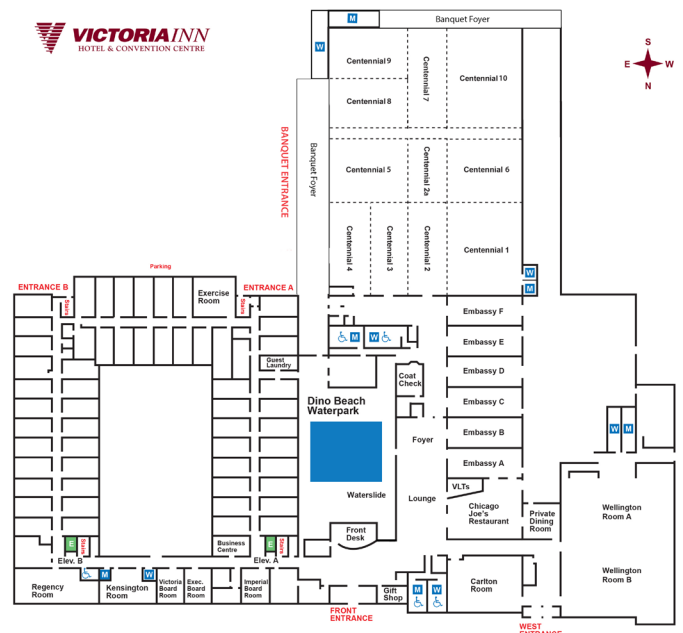 VICTORIA INN
HOTEL & CONVENTION CENTRE
M
Banquet Foyer
W
S
E
W
N
Centennial 9
Centennial 7
Centennial 10
Centennial 8
BANQUET ENTRANCE
Banquet Foyer
Centennial 5
Centennial 2a
Centennial 6
Centennial 4
Centennial 3
Centennial 2
Centennial 1
Parking
W
M
ENTRANCE B
Exercise
Room
ENTRANCE A
Stairs
Stairs
Embassy F
M
W
Embassy E
Guest
Laundry
Embassy D
Coat
Check
Dino Beach
Waterpark
Embassy C
W
M
Embassy B
Foyer
Embassy A
VLTs
Waterslide
Lounge
Chicago
Joe's
Restaurant
Private
Dining
Room
Wellington
Room A
Front
Desk
E
Stairs
Business
Centre
E
Stairs
Elev. B
Elev. A
M
W
Regency
Room
Kensington
Room
Victoria
Board
Room
Exec.
Board
Room
Imperial
Board
Room
Gift
Shop
M
W
Carlton
Room
Wellington
Room B
FRONT
ENTRANCE
WEST
ENTRANCE